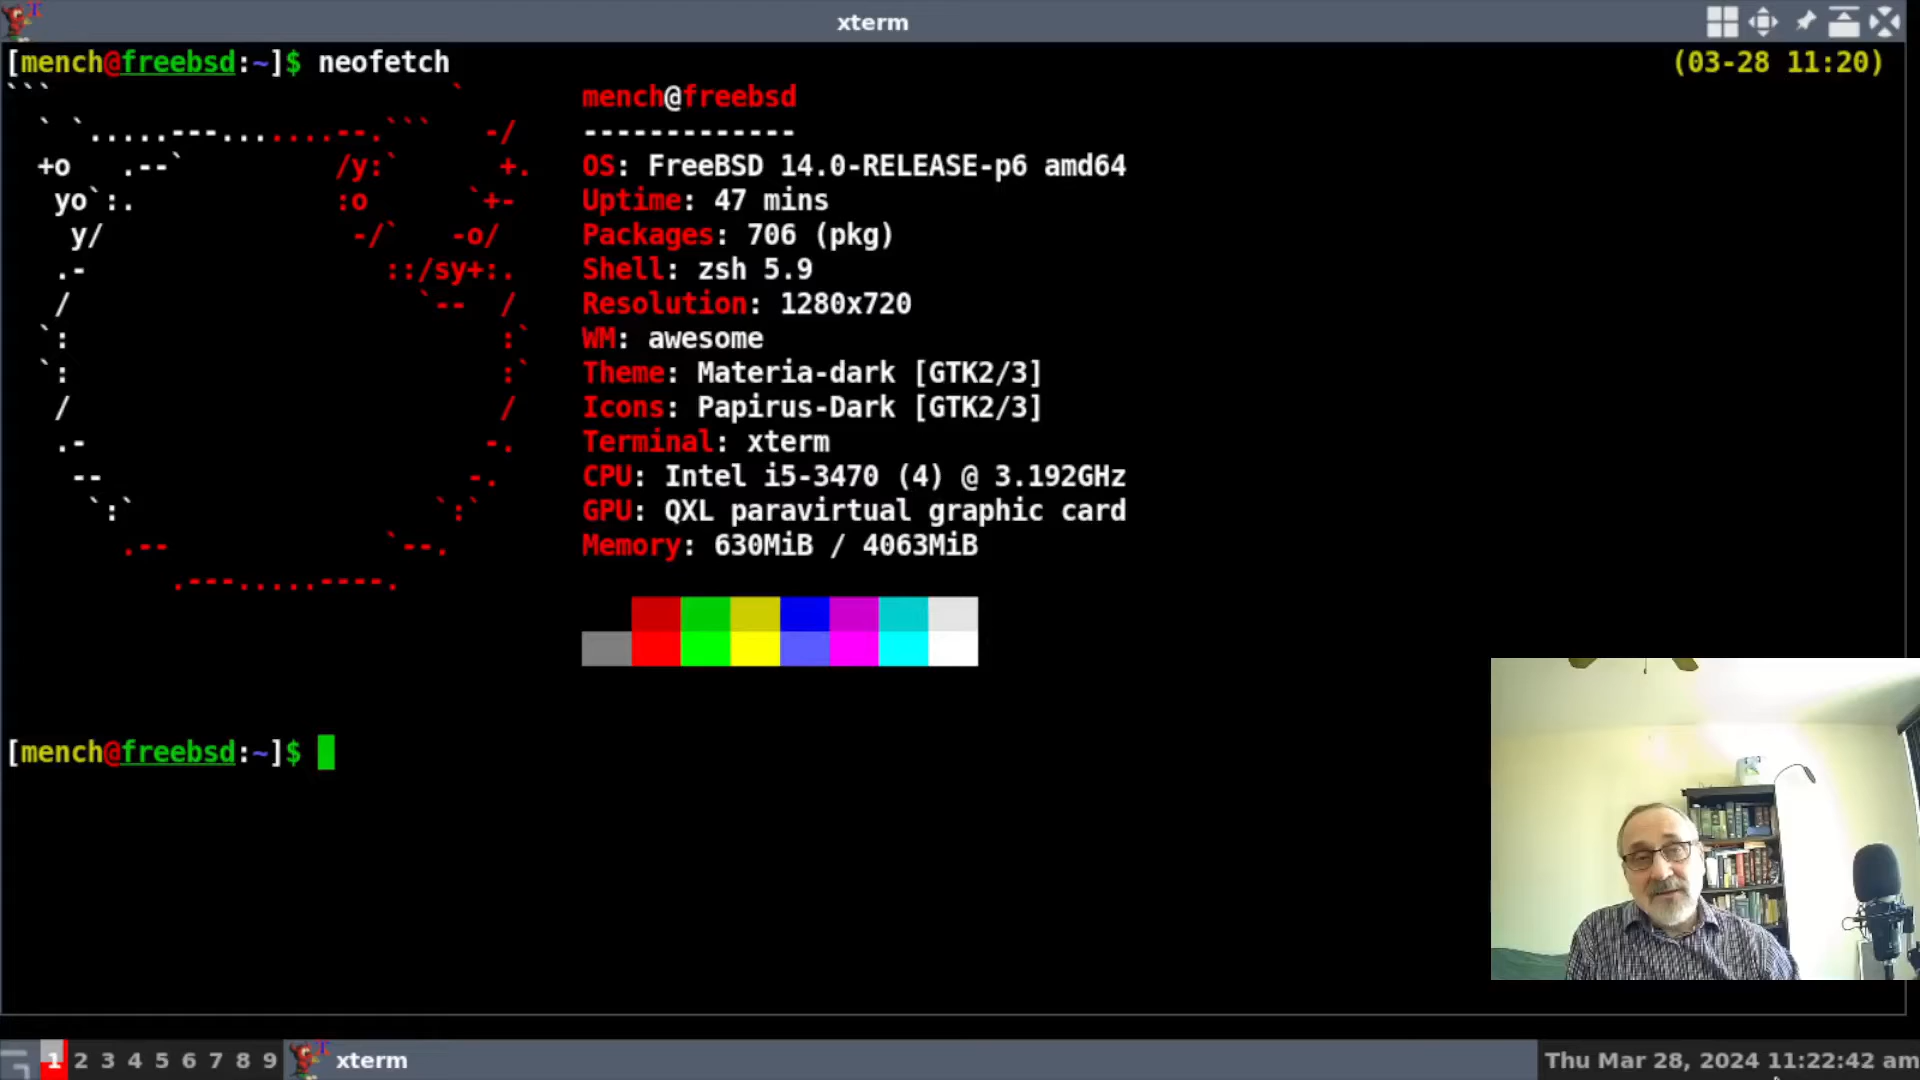 xterm
[mench@freebsd:~]$ neofetch (03-28 11:20)
```                        `
  ` `.....---.......--.```   -/
  +o   .--`         /y:`      +.
   yo`:.            :o      `+-
    y/               -/`   -o/
   .-                  ::/sy+:.
   /                     `--  /
  `:                          :`
  `:                          :`
   /                          /
   .-                        -.
    --                      -.
     `:`                  `:`
       .--             `--.
          .---.....----.
mench@freebsd
-------------
OS: FreeBSD 14.0-RELEASE-p6 amd64
Uptime: 47 mins
Packages: 706 (pkg)
Shell: zsh 5.9
Resolution: 1280x720
WM: awesome
Theme: Materia-dark [GTK2/3]
Icons: Papirus-Dark [GTK2/3]
Terminal: xterm
CPU: Intel i5-3470 (4) @ 3.192GHz
GPU: QXL paravirtual graphic card
Memory: 630MiB / 4063MiB
[mench@freebsd:~]$
1 2 3 4 5 6 7 8 9 xterm Thu Mar 28, 2024 11:22:42 am